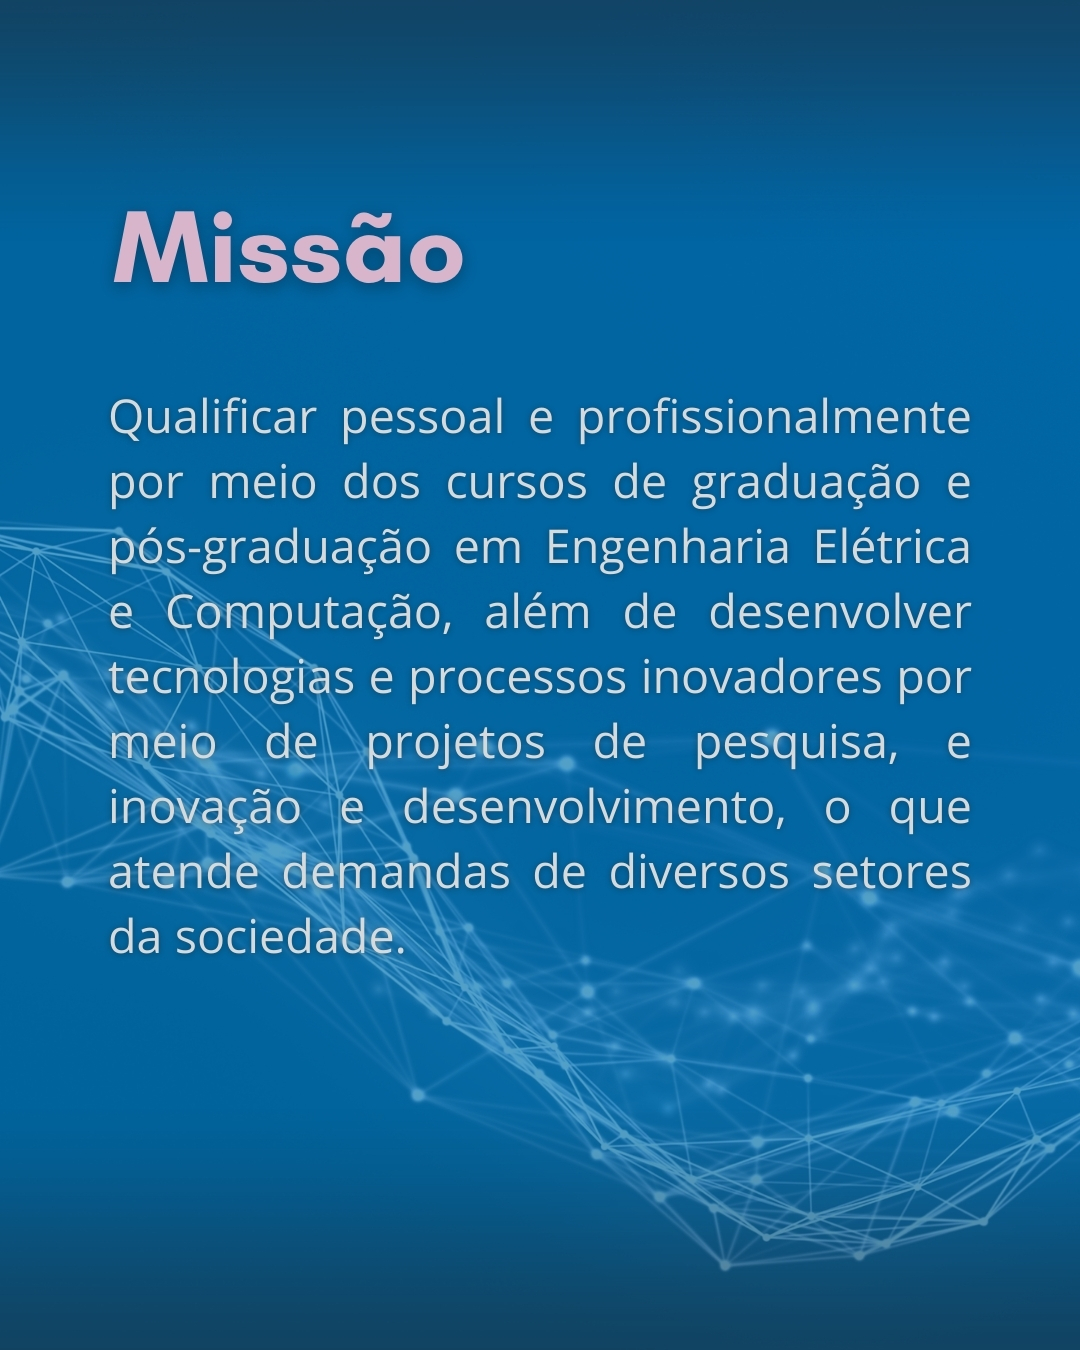 Missão
Qualificar pessoal e profissionalmente
por meio dos cursos de graduação e
pós-graduação em Engenharia Elétrica
e Computação, além de desenvolver
tecnologias e processos inovadores por
meio de projetos de pesquisa, e
inovação e desenvolvimento, o que
atende demandas de diversos setores
da sociedade.